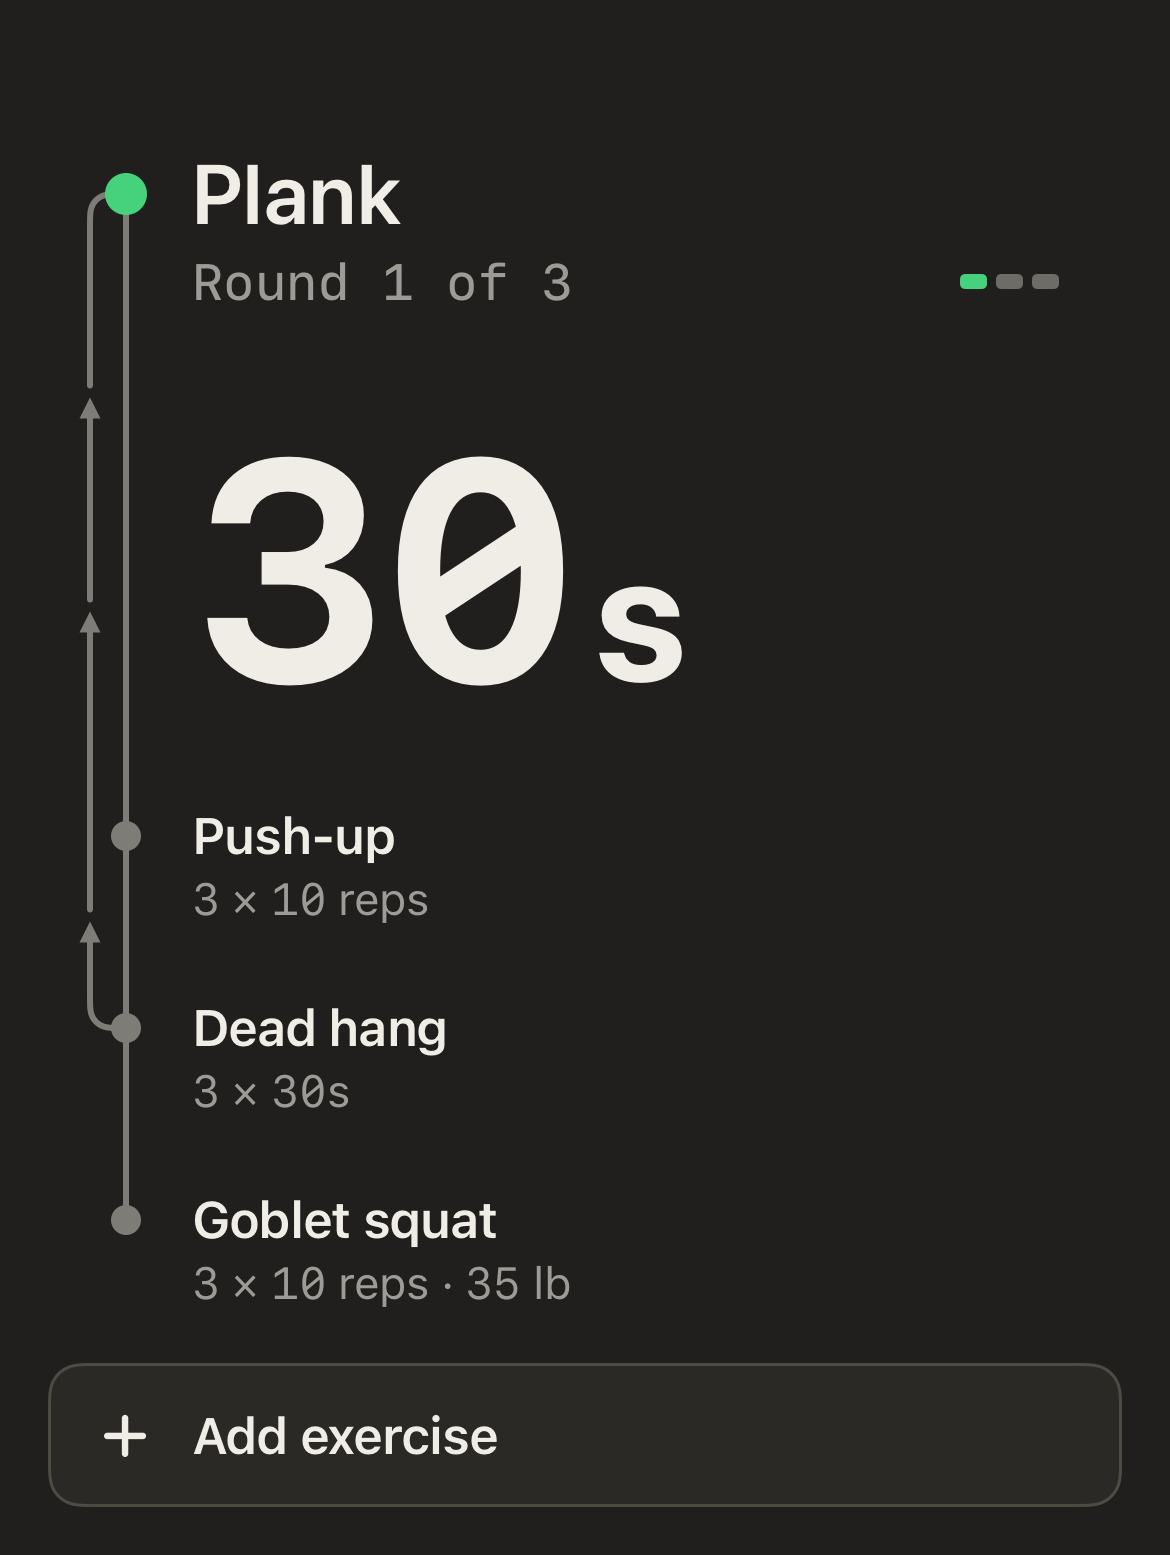 Plank
Round 1 of 3
30s
Push-up
3 × 10 reps
Dead hang
3 × 30s
Goblet squat
3 × 10 reps · 35 lb
Add exercise